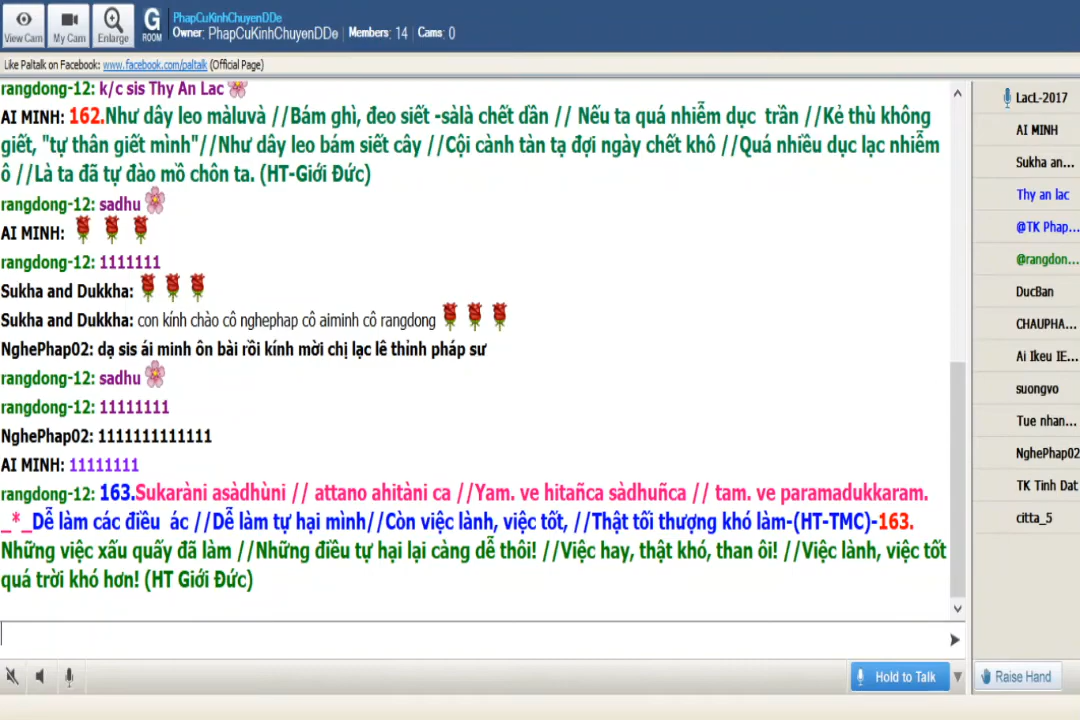 PhapCuKinhChuyenDDe
Owner: PhapCuKinhChuyenDDe Members: 14 Cams: 0
View Cam My Cam Enlarge G ROOM
Like Paltalk on Facebook: www.facebook.com/paltalk (Official Page)
rangdong-12: k/c sis Thy An Lac
AI MINH: 162.Như dây leo màluvà //Bám ghì, đeo siết -sàlà chết dần // Nếu ta quá nhiễm dục trần //Kẻ thù không
giết, "tự thân giết mình"//Như dây leo bám siết cây //Cội cành tàn tạ đợi ngày chết khô //Quá nhiều dục lạc nhiễm
ô //Là ta đã tự đào mồ chôn ta. (HT-Giới Đức)
rangdong-12: sadhu
AI MINH:
rangdong-12: 1111111
Sukha and Dukkha:
Sukha and Dukkha: con kính chào cô nghephap cô aiminh cô rangdong
NghePhap02: dạ sis ái minh ôn bài rồi kính mời chị lạc lê thỉnh pháp sư
rangdong-12: sadhu
rangdong-12: 11111111
NghePhap02: 1111111111111
AI MINH: 11111111
rangdong-12: 163.Sukaràni asàdhùni // attano ahitàni ca //Yam. ve hitañca sàdhuñca // tam. ve paramadukkaram.
_*_Dễ làm các điều ác //Dễ làm tự hại mình//Còn việc lành, việc tốt, //Thật tối thượng khó làm-(HT-TMC)-163.
Những việc xấu quấy đã làm //Những điều tự hại lại càng dễ thôi! //Việc hay, thật khó, than ôi! //Việc lành, việc tốt
quá trời khó hơn! (HT Giới Đức)
LacL-2017
AI MINH
Sukha an...
Thy an lac
@TK Phap...
@rangdon...
DucBan
CHAUPHA...
Ai Ikeu IE...
suongvo
Tue nhan...
NghePhap02
TK Tinh Dat
citta_5
Hold to Talk
Raise Hand